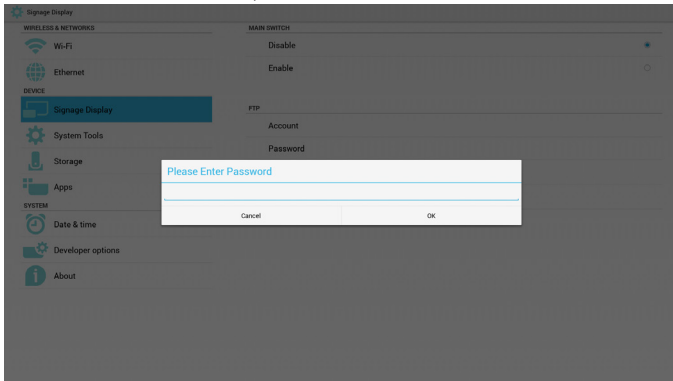 Signage Display
WIRELESS & NETWORKS
Wi-Fi
Ethernet
DEVICE
Signage Display
System Tools
Storage
Apps
SYSTEM
Date & time
Developer options
About
MAIN SWITCH
Disable
Enable
FTP
Account
Password
Please Enter Password
Cancel OK